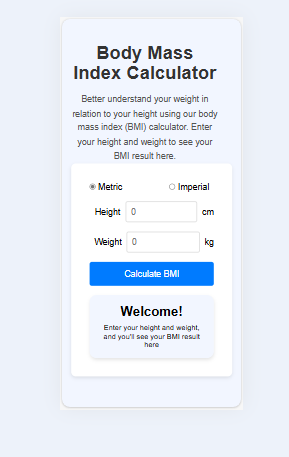 Body Mass
Index Calculator
Better understand your weight in
relation to your height using our body
mass index (BMI) calculator. Enter
your height and weight to see your
BMI result here.
Metric Imperial
Height 0 cm
Weight 0 kg
Calculate BMI
Welcome!
Enter your height and weight,
and you'll see your BMI result
here